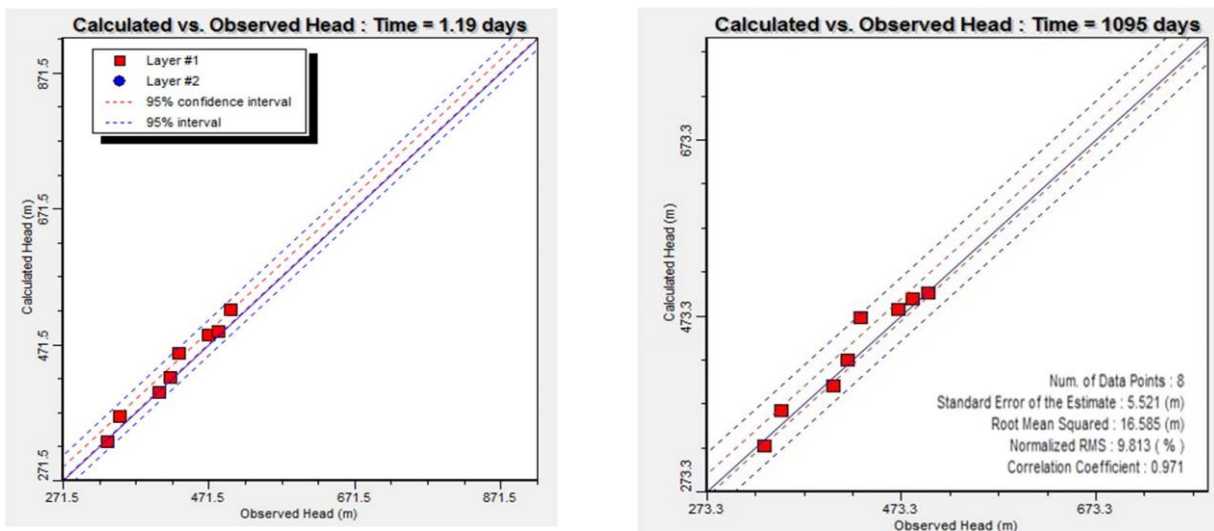 Calculated vs. Observed Head : Time = 1.19 days
Layer #1
Layer #2
95% confidence interval
95% interval
871.5
671.5
471.5
271.5
Calculated Head (m)
271.5 471.5 671.5 871.5
Observed Head (m)
Calculated vs. Observed Head : Time = 1095 days
673.3
473.3
273.3
Calculated Head (m)
Num. of Data Points : 8
Standard Error of the Estimate : 5.521 (m)
Root Mean Squared : 16.585 (m)
Normalized RMS : 9.813 ( % )
Correlation Coefficient : 0.971
273.3 473.3 673.3
Observed Head (m)